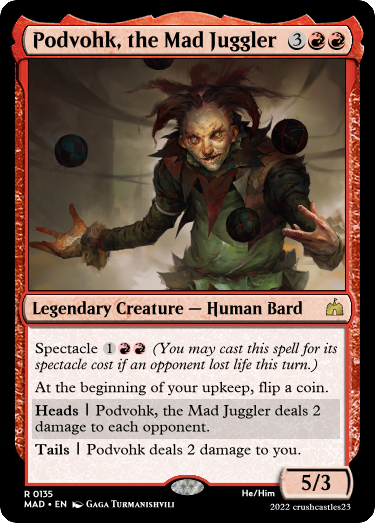 Podvohk, the Mad Juggler 3
Legendary Creature — Human Bard
Spectacle 1 (You may cast this spell for its
spectacle cost if an opponent lost life this turn.)
At the beginning of your upkeep, flip a coin.
Heads | Podvohk, the Mad Juggler deals 2
damage to each opponent.
Tails | Podvohk deals 2 damage to you.
5/3
R 0135
He/Him
MAD • EN Gaga Turmanishvili
2022 crushcastles23